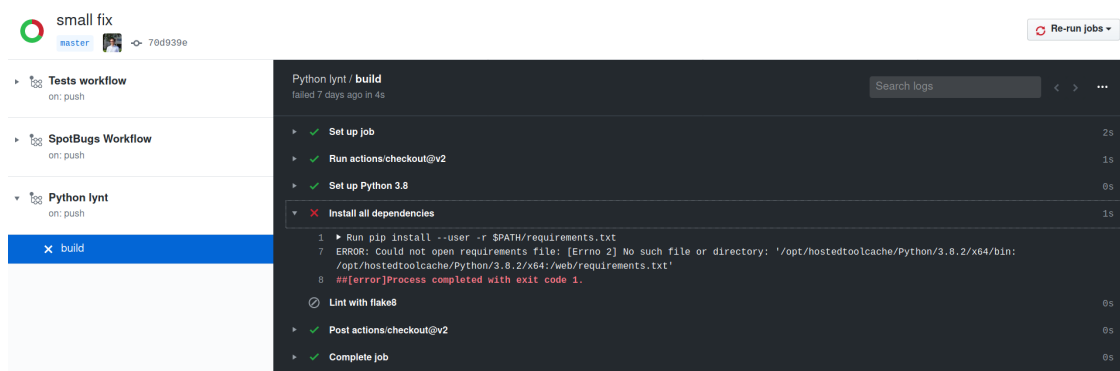 small fix
master 70d939e
Re-run jobs
Tests workflow
on: push
SpotBugs Workflow
on: push
Python lynt
on: push
build
Python lynt / build
failed 7 days ago in 4s
Search logs
Set up job 2s
Run actions/checkout@v2 1s
Set up Python 3.8 0s
Install all dependencies 1s
1 Run pip install --user -r $PATH/requirements.txt
7 ERROR: Could not open requirements file: [Errno 2] No such file or directory: '/opt/hostedtoolcache/Python/3.8.2/x64/bin:
/opt/hostedtoolcache/Python/3.8.2/x64:/web/requirements.txt'
8 ##[error]Process completed with exit code 1.
Lint with flake8 0s
Post actions/checkout@v2 0s
Complete job 0s